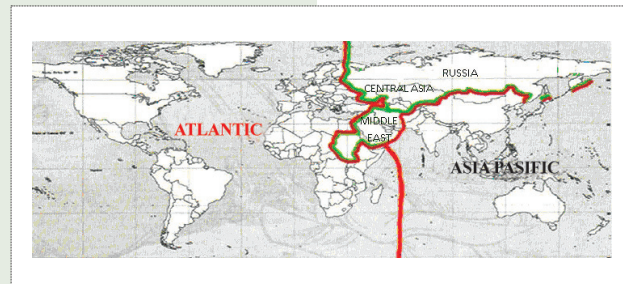 RUSSIA
CENTRAL ASIA
MIDDLE
EAST
ATLANTIC
ASIA PASIFIC